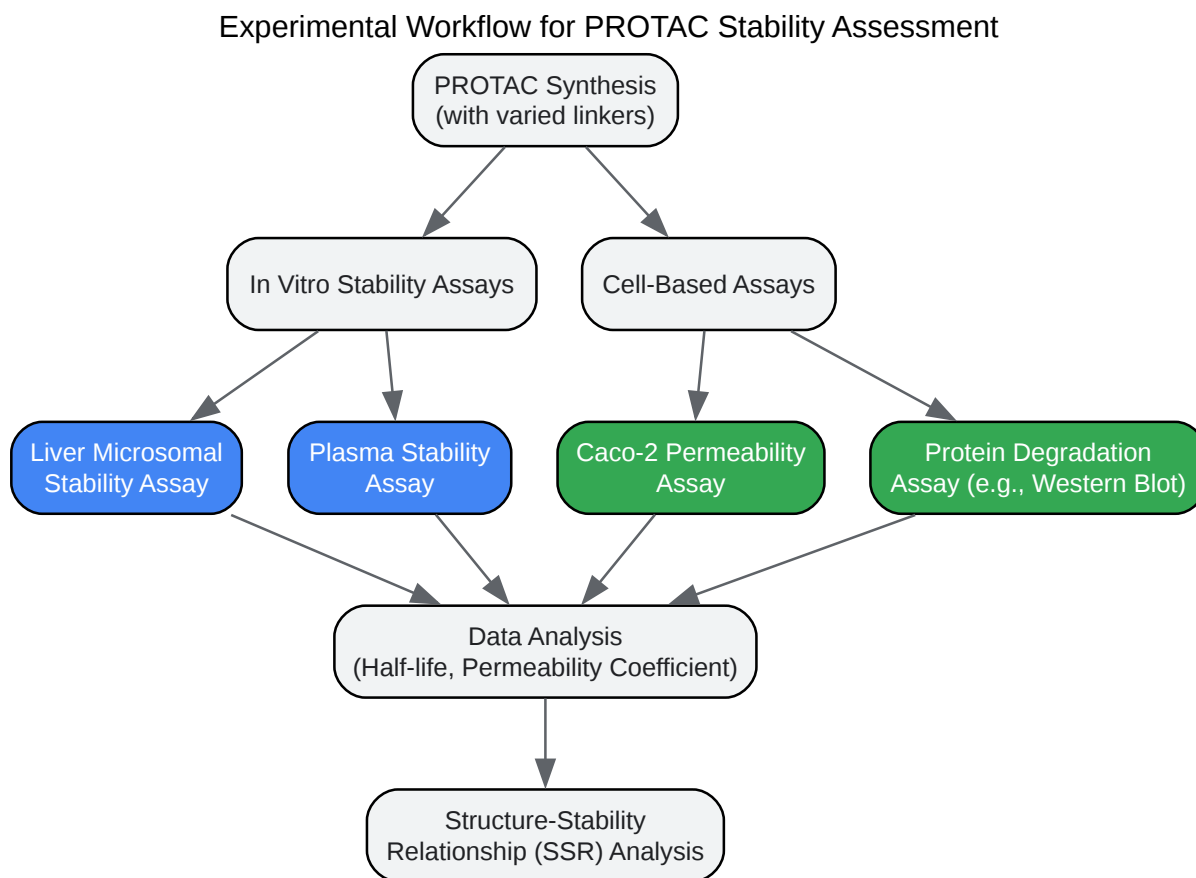 Experimental Workflow for PROTAC Stability Assessment
PROTAC Synthesis
(with varied linkers)
In Vitro Stability Assays
Cell-Based Assays
Liver Microsomal
Stability Assay
Plasma Stability
Assay
Caco-2 Permeability
Assay
Protein Degradation
Assay (e.g., Western Blot)
Data Analysis
(Half-life, Permeability Coefficient)
Structure-Stability
Relationship (SSR) Analysis